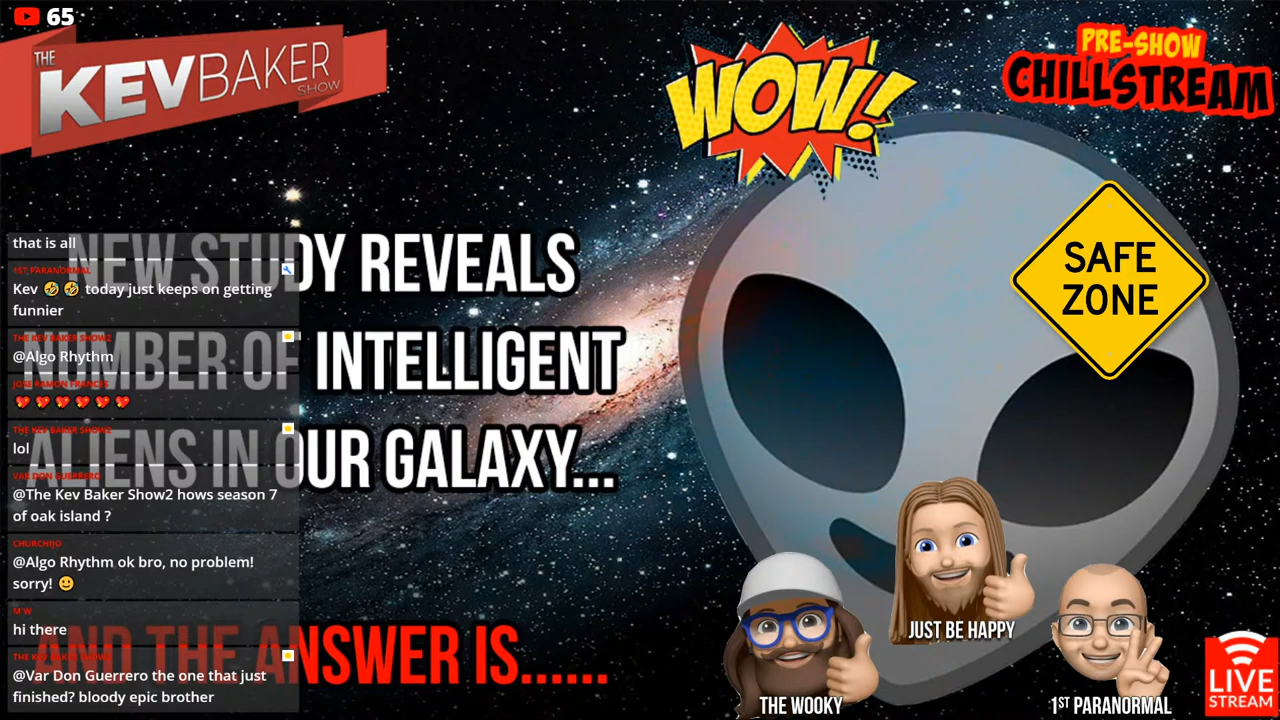 65
THE
KEVBAKER
SHOW
WOW!
PRE-SHOW
CHILLSTREAM
SAFE
ZONE
NEW STUDY REVEALS
NUMBER OF INTELLIGENT
ALIENS IN OUR GALAXY...
AND THE ANSWER IS......
that is all
1ST PARANORMAL
Kev 🤣 🤣 today just keeps on getting
funnier
THE KEV BAKER SHOW2
@Algo Rhythm
JOSE RAMON FRANCES
💖 💖 💖 💖 💖 💖
THE KEV BAKER SHOW2
lol
VAR DON GUERRERO
@The Kev Baker Show2 hows season 7
of oak island ?
CHURCHIJO
@Algo Rhythm ok bro, no problem!
sorry! 😀
M W
hi there
THE KEV BAKER SHOW2
@Var Don Guerrero the one that just
finished? bloody epic brother
JUST BE HAPPY
THE WOOKY
1ST PARANORMAL
LIVE
STREAM